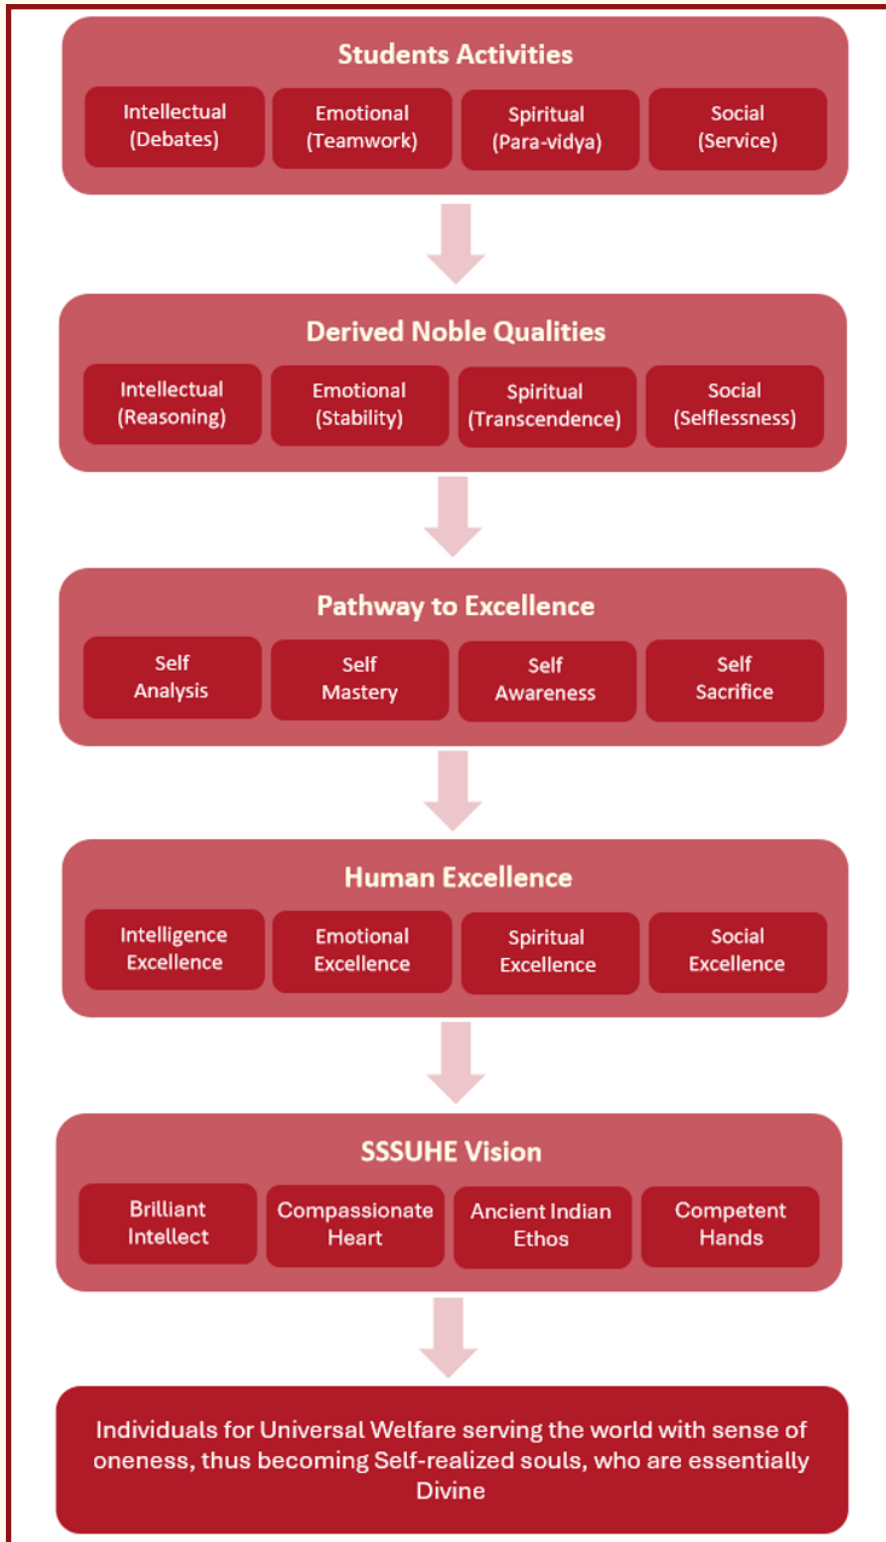 Students Activities
Intellectual
(Debates)
Emotional
(Teamwork)
Spiritual
(Para-vidya)
Social
(Service)
Derived Noble Qualities
Intellectual
(Reasoning)
Emotional
(Stability)
Spiritual
(Transcendence)
Social
(Selflessness)
Pathway to Excellence
Self
Analysis
Self
Mastery
Self
Awareness
Self
Sacrifice
Human Excellence
Intelligence
Excellence
Emotional
Excellence
Spiritual
Excellence
Social
Excellence
SSSUHE Vision
Brilliant
Intellect
Compassionate
Heart
Ancient Indian
Ethos
Competent
Hands
Individuals for Universal Welfare serving the world with sense of
oneness, thus becoming Self-realized souls, who are essentially
Divine